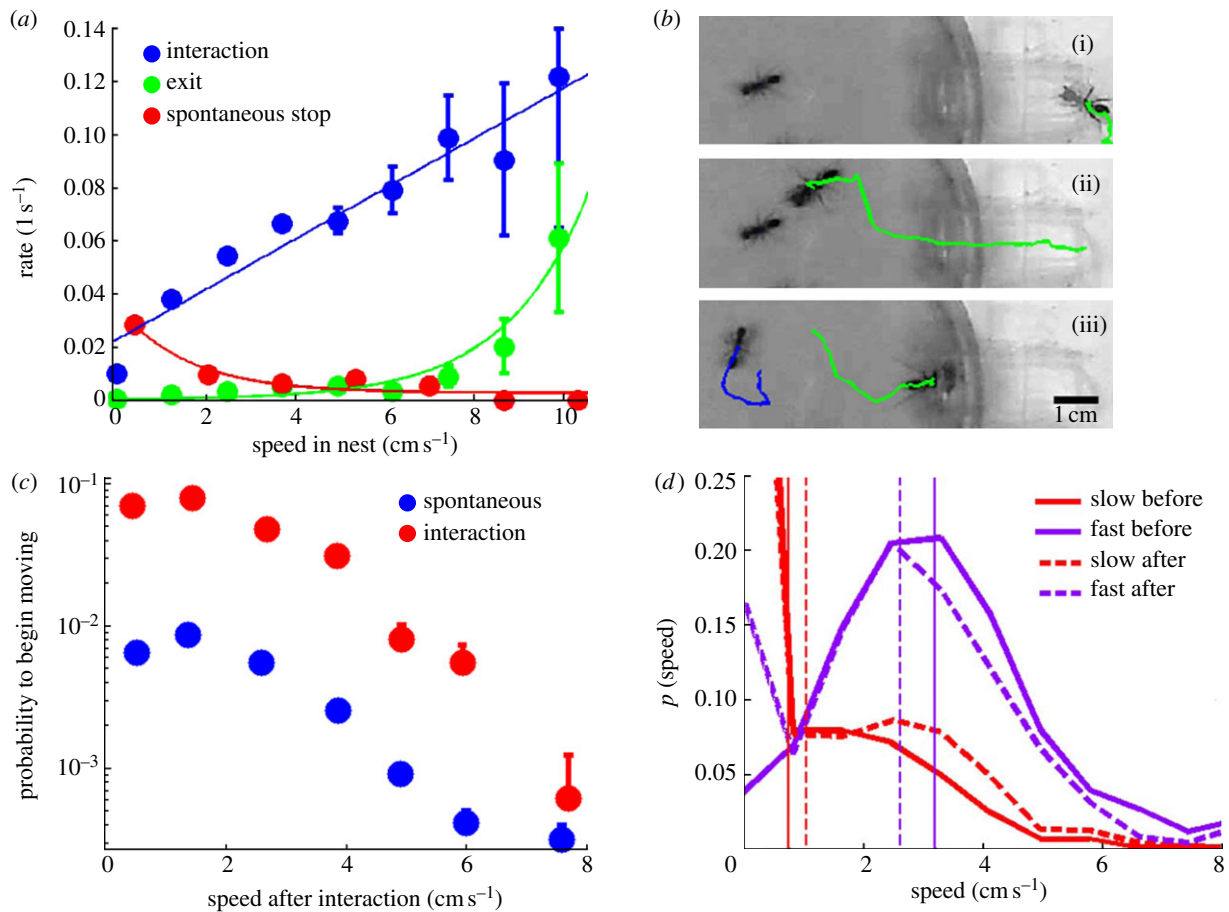 (a)
0.14
0.12
0.10
0.08
0.06
0.04
0.02
0
rate (1 s⁻¹)
interaction
exit
spontaneous stop
0 2 4 6 8 10
speed in nest (cm s⁻¹)
(b)
(i)
(ii)
(iii)
1 cm
(c)
10⁻¹
10⁻²
10⁻³
probability to begin moving
spontaneous
interaction
0 2 4 6 8
speed after interaction (cm s⁻¹)
(d)
0.25
0.20
0.15
0.10
0.05
p (speed)
slow before
fast before
slow after
fast after
0 2 4 6 8
speed (cm s⁻¹)